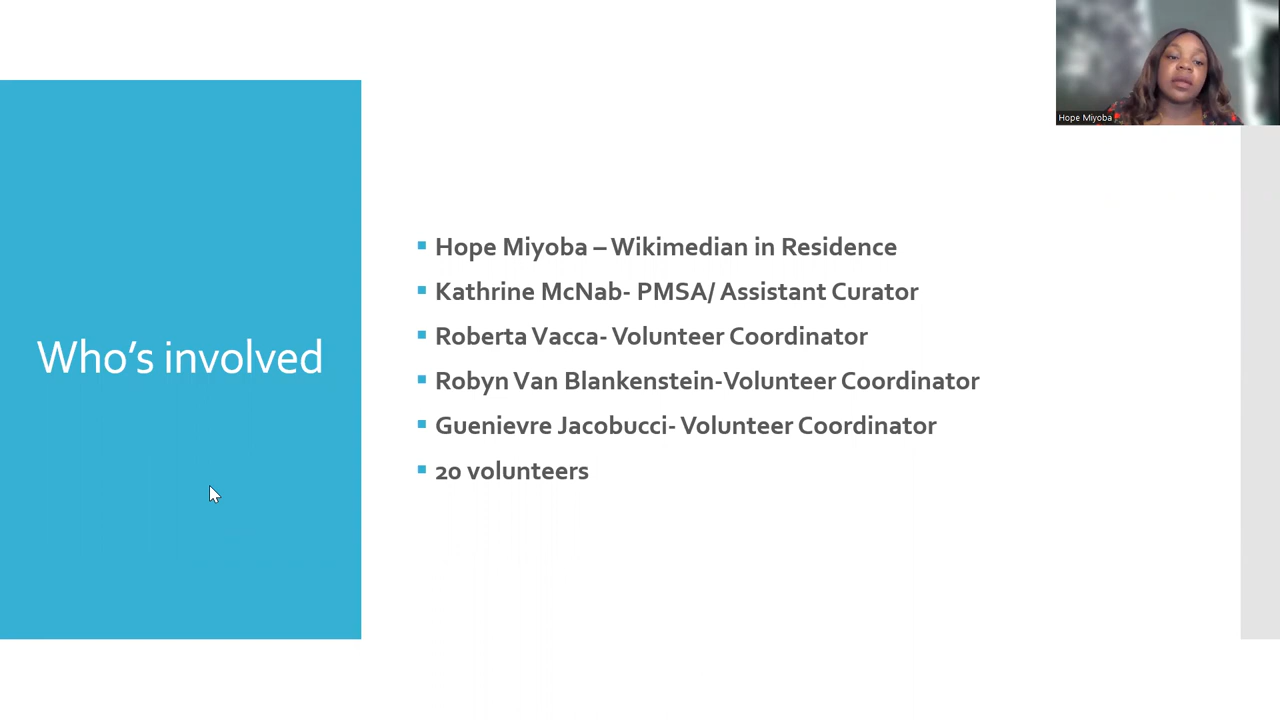 Hope Miyoba
Who's involved
Hope Miyoba – Wikimedian in Residence
Kathrine McNab- PMSA/ Assistant Curator
Roberta Vacca- Volunteer Coordinator
Robyn Van Blankenstein-Volunteer Coordinator
Guenievre Jacobucci- Volunteer Coordinator
20 volunteers